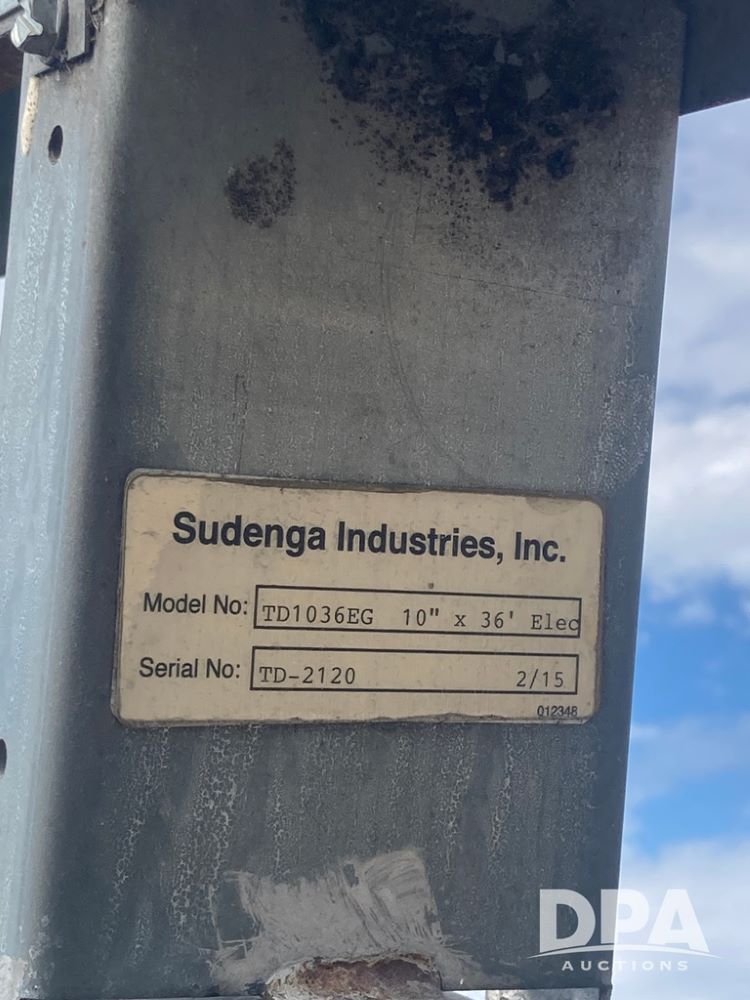 Sudenga Industries, Inc.
Model No: TD1036EG 10" x 36' Elec
Serial No: TD-2120 2/15
012348
DPA
AUCTIONS